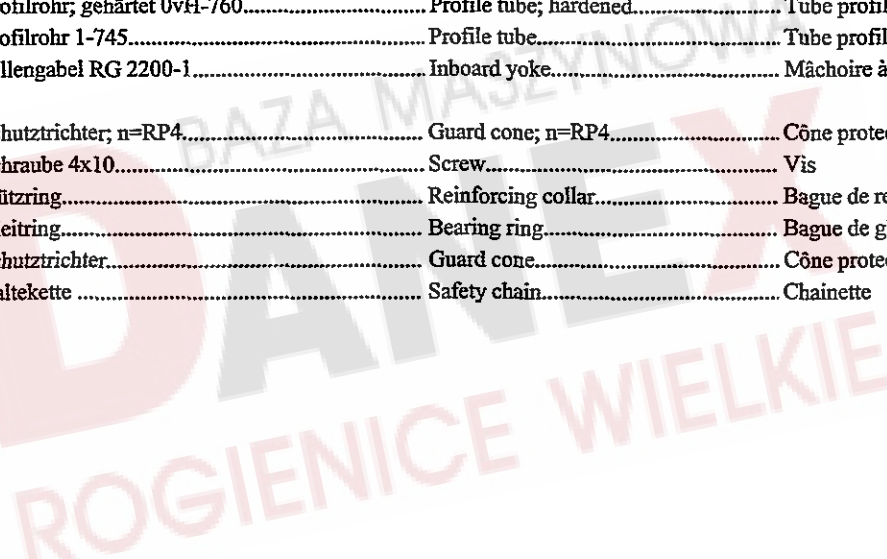 ofilrohr; gehärtet 0vH-760 Profile tube; hardened Tube profil
ofilrohr 1-745 Profile tube Tube profil
llengabel RG 2200-1 Inboard yoke Mâchoire à
hutztrichter; n=RP4 Guard cone; n=RP4 Cône protec
hraube 4x10 Screw Vis
ützring Reinforcing collar Bague de re
eitring Bearing ring Bague de g
hutztrichter Guard cone Cône protec
altekette Safety chain Chainette
BAZA MASZYNOWA
DANEX
ROGIENICE WIELKIE